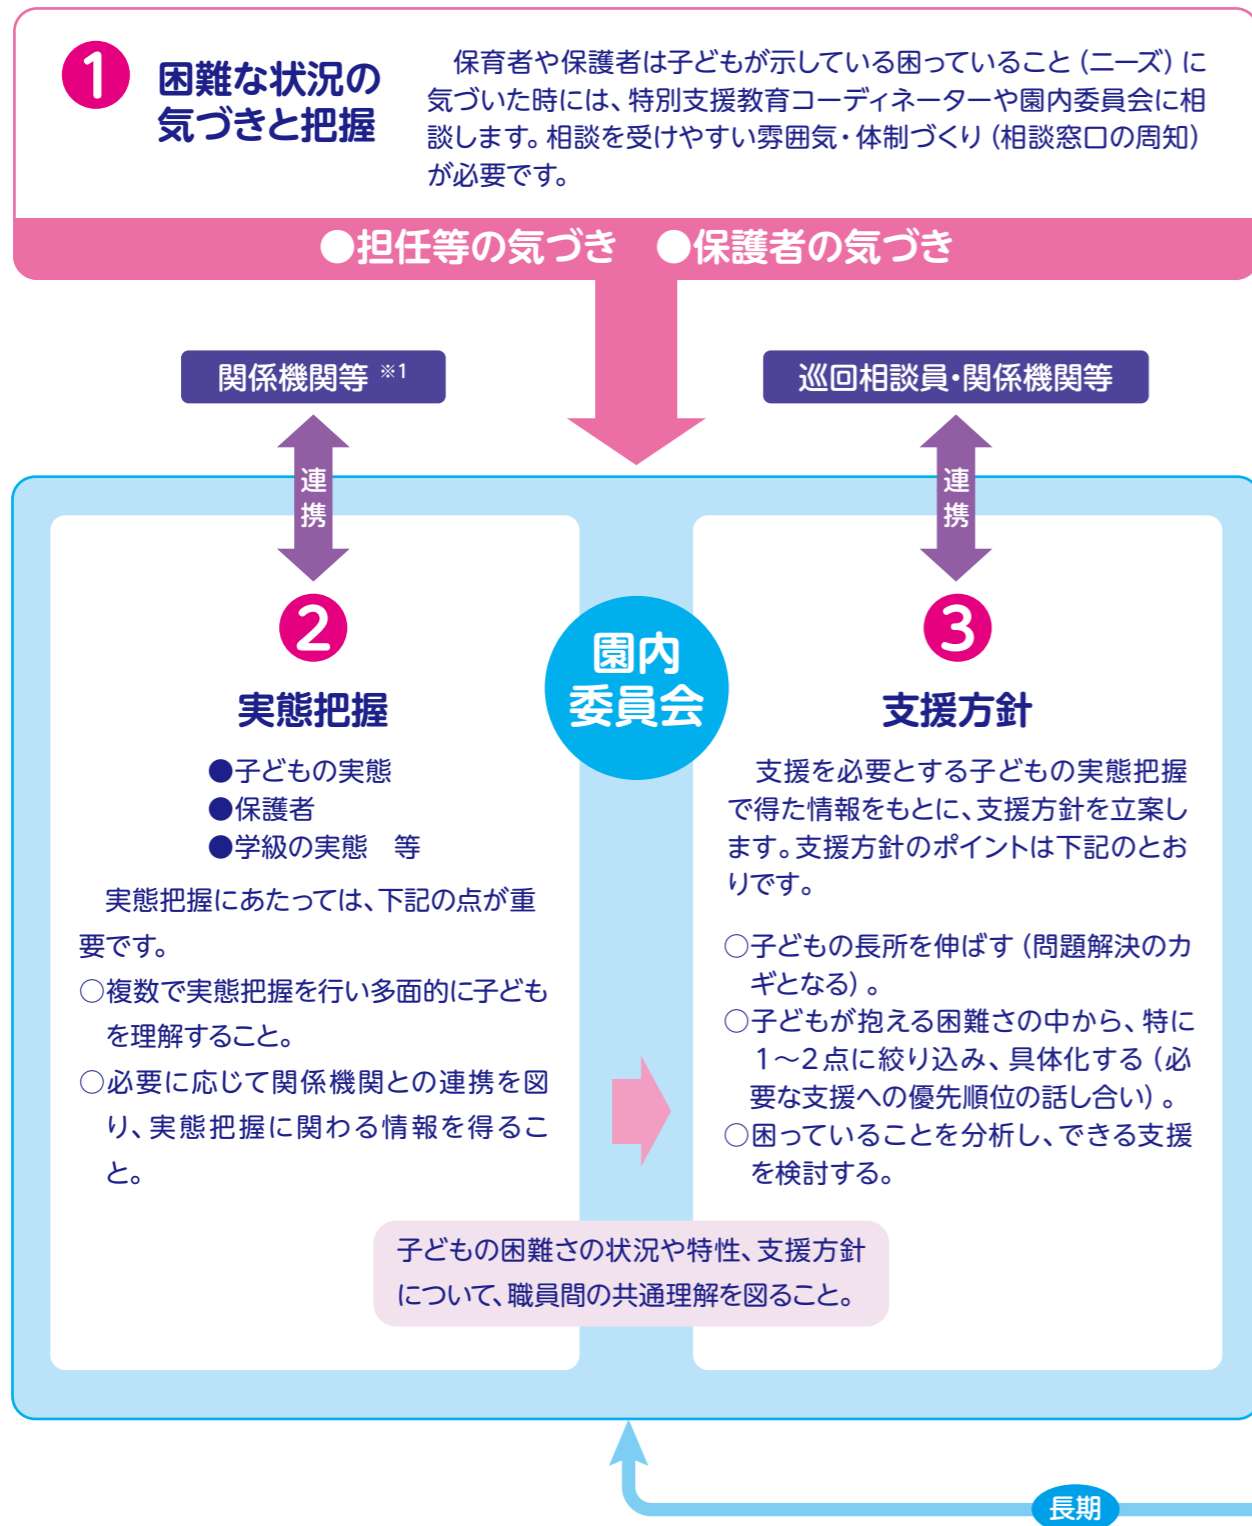 1 困難な状況の
気づきと把握
保育者や保護者は子どもが示している困っていること（ニーズ）に
気づいた時には、特別支援教育コーディネーターや園内委員会に相
談します。相談を受けやすい雰囲気・体制づくり（相談窓口の周知）
が必要です。
●担任等の気づき　●保護者の気づき
関係機関等 ※1
巡回相談員・関係機関等
連携
連携
園内
委員会
2
実態把握
●子どもの実態
●保護者
●学級の実態　等
実態把握にあたっては、下記の点が重
要です。
○複数で実態把握を行い多面的に子ども
を理解すること。
○必要に応じて関係機関との連携を図
り、実態把握に関わる情報を得るこ
と。
3
支援方針
支援を必要とする子どもの実態把握
で得た情報をもとに、支援方針を立案し
ます。支援方針のポイントは下記のとお
りです。
○子どもの長所を伸ばす（問題解決のカ
ギとなる）。
○子どもが抱える困難さの中から、特に
1〜2点に絞り込み、具体化する（必
要な支援への優先順位の話し合い）。
○困っていることを分析し、できる支援
を検討する。
子どもの困難さの状況や特性、支援方針
について、職員間の共通理解を図ること。
長期